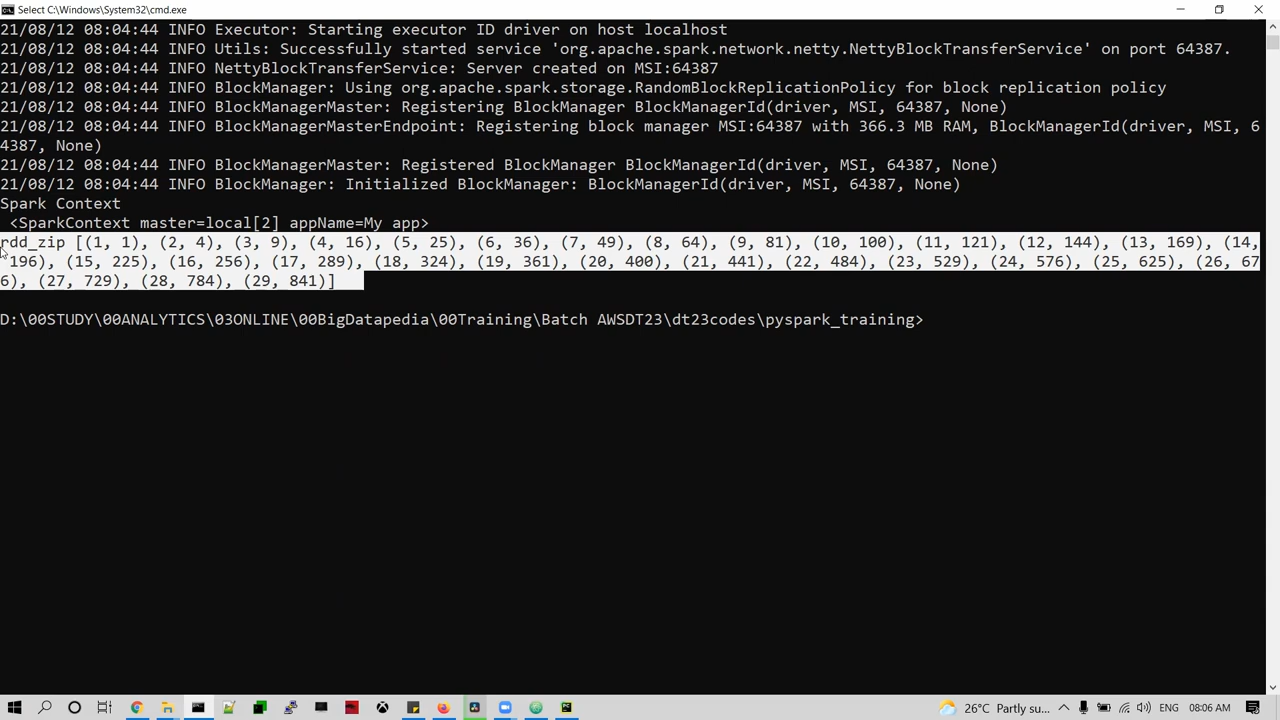 Select C:\Windows\System32\cmd.exe
21/08/12 08:04:44 INFO Executor: Starting executor ID driver on host localhost
21/08/12 08:04:44 INFO Utils: Successfully started service 'org.apache.spark.network.netty.NettyBlockTransferService' on port 64387.
21/08/12 08:04:44 INFO NettyBlockTransferService: Server created on MSI:64387
21/08/12 08:04:44 INFO BlockManager: Using org.apache.spark.storage.RandomBlockReplicationPolicy for block replication policy
21/08/12 08:04:44 INFO BlockManagerMaster: Registering BlockManager BlockManagerId(driver, MSI, 64387, None)
21/08/12 08:04:44 INFO BlockManagerMasterEndpoint: Registering block manager MSI:64387 with 366.3 MB RAM, BlockManagerId(driver, MSI, 6
4387, None)
21/08/12 08:04:44 INFO BlockManagerMaster: Registered BlockManager BlockManagerId(driver, MSI, 64387, None)
21/08/12 08:04:44 INFO BlockManager: Initialized BlockManager: BlockManagerId(driver, MSI, 64387, None)
Spark Context
<SparkContext master=local[2] appName=My app>
rdd_zip [(1, 1), (2, 4), (3, 9), (4, 16), (5, 25), (6, 36), (7, 49), (8, 64), (9, 81), (10, 100), (11, 121), (12, 144), (13, 169), (14,
196), (15, 225), (16, 256), (17, 289), (18, 324), (19, 361), (20, 400), (21, 441), (22, 484), (23, 529), (24, 576), (25, 625), (26, 67
6), (27, 729), (28, 784), (29, 841)]
D:\00STUDY\00ANALYTICS\03ONLINE\00BigDatapedia\00Training\Batch AWSDT23\dt23codes\pyspark_training>
26°C Partly su... ENG 08:06 AM